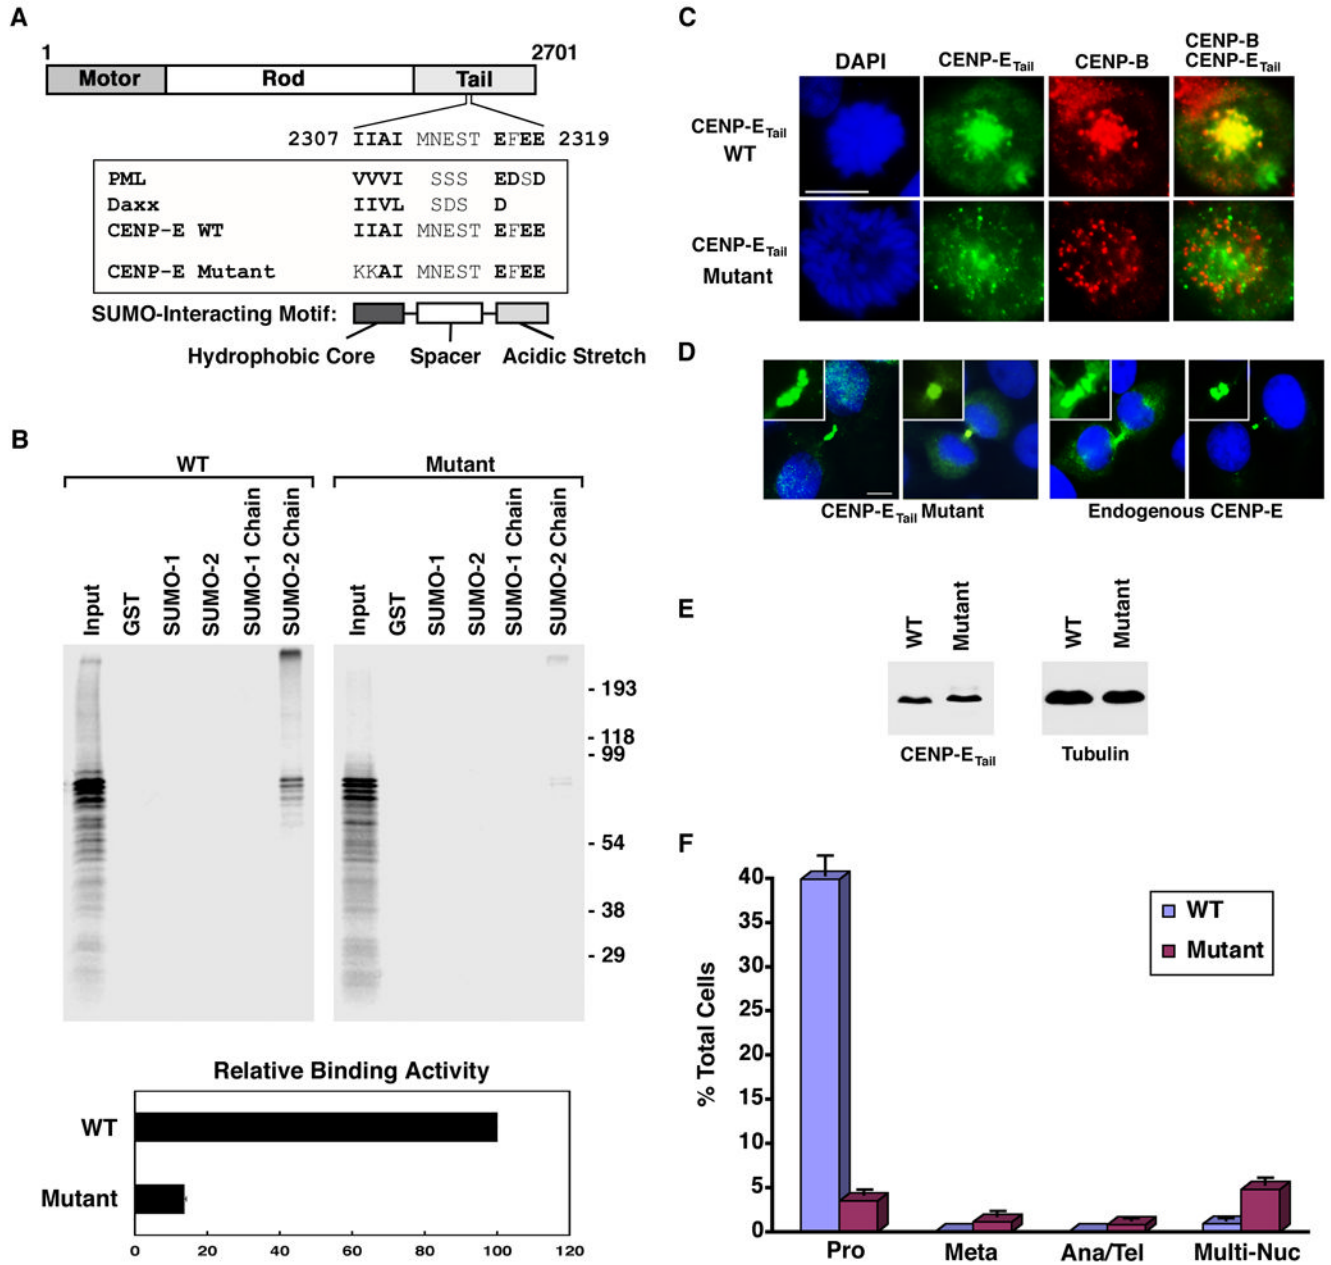 A
1 2701
Motor Rod Tail
2307 IIAI MNEST EFEE 2319
PML VVVI SSS EDSD
Daxx IIVL SDS D
CENP-E WT IIAI MNEST EFEE
CENP-E Mutant KKAI MNEST EFEE
SUMO-Interacting Motif:
Hydrophobic Core Spacer Acidic Stretch
B
WT Mutant
Input GST SUMO-1 SUMO-2 SUMO-1 Chain SUMO-2 Chain Input GST SUMO-1 SUMO-2 SUMO-1 Chain SUMO-2 Chain
- 193
- 118
- 99
- 54
- 38
- 29
Relative Binding Activity
WT
Mutant
0 20 40 60 80 100 120
C
DAPI CENP-ETail CENP-B CENP-B
CENP-ETail
CENP-ETail
WT
CENP-ETail
Mutant
D
CENP-ETail Mutant Endogenous CENP-E
E
WT Mutant WT Mutant
CENP-ETail Tubulin
F
% Total Cells
40
35
30
25
20
15
10
5
0
WT
Mutant
Pro Meta Ana/Tel Multi-Nuc